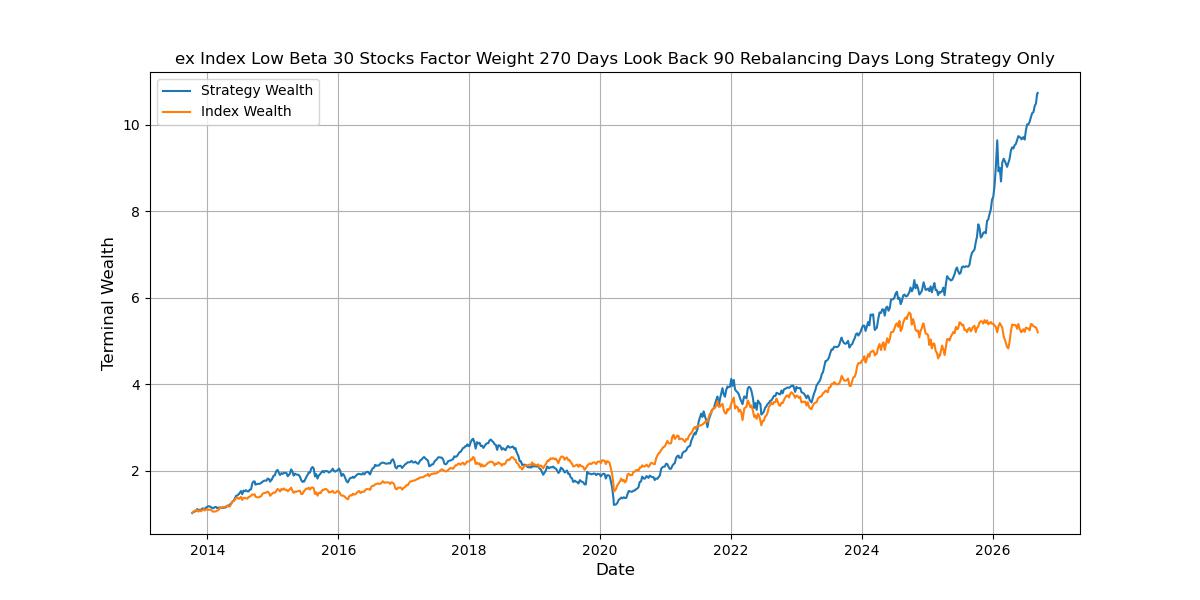 ex Index Low Beta 30 Stocks Factor Weight 270 Days Look Back 90 Rebalancing Days Long Strategy Only
Strategy Wealth
Index Wealth
Terminal Wealth
10
8
6
4
2
2014 2016 2018 2020 2022 2024 2026
Date